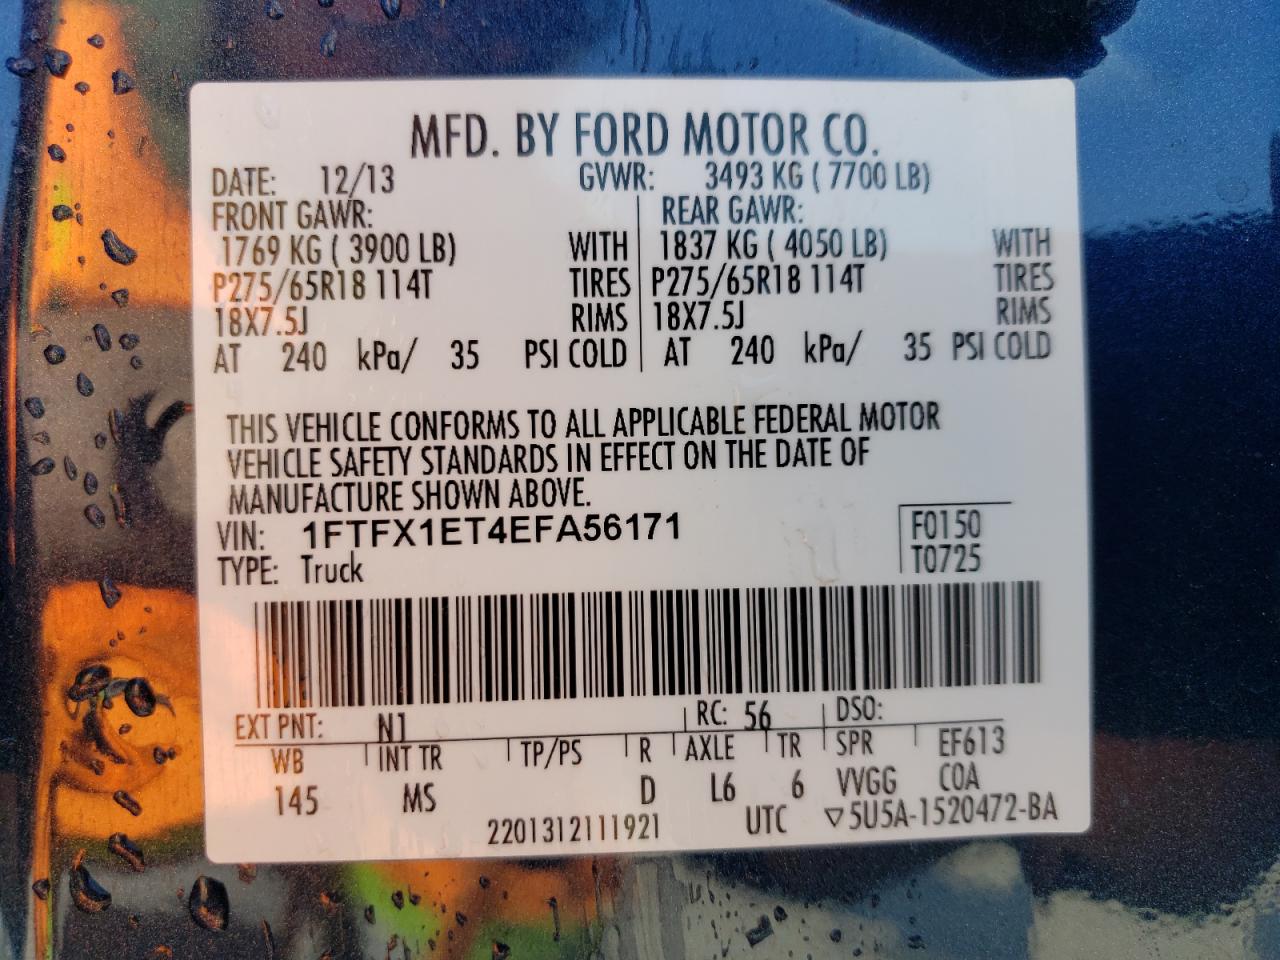 MFD. BY FORD MOTOR CO.
DATE: 12/13 GVWR: 3493 KG ( 7700 LB)
FRONT GAWR: REAR GAWR:
1769 KG ( 3900 LB) WITH 1837 KG ( 4050 LB) WITH
P275/65R18 114T TIRES P275/65R18 114T TIRES
18X7.5J RIMS 18X7.5J RIMS
AT 240 kPa/ 35 PSI COLD AT 240 kPa/ 35 PSI COLD
THIS VEHICLE CONFORMS TO ALL APPLICABLE FEDERAL MOTOR
VEHICLE SAFETY STANDARDS IN EFFECT ON THE DATE OF
MANUFACTURE SHOWN ABOVE.
VIN: 1FTFX1ET4EFA56171 F0150
TYPE: Truck T0725
EXT PNT: N1 RC: 56 DSO:
WB INT TR TP/PS R AXLE TR SPR EF613
145 MS D L6 6 VVGG C0A
2201312111921 UTC ▽5U5A-1520472-BA